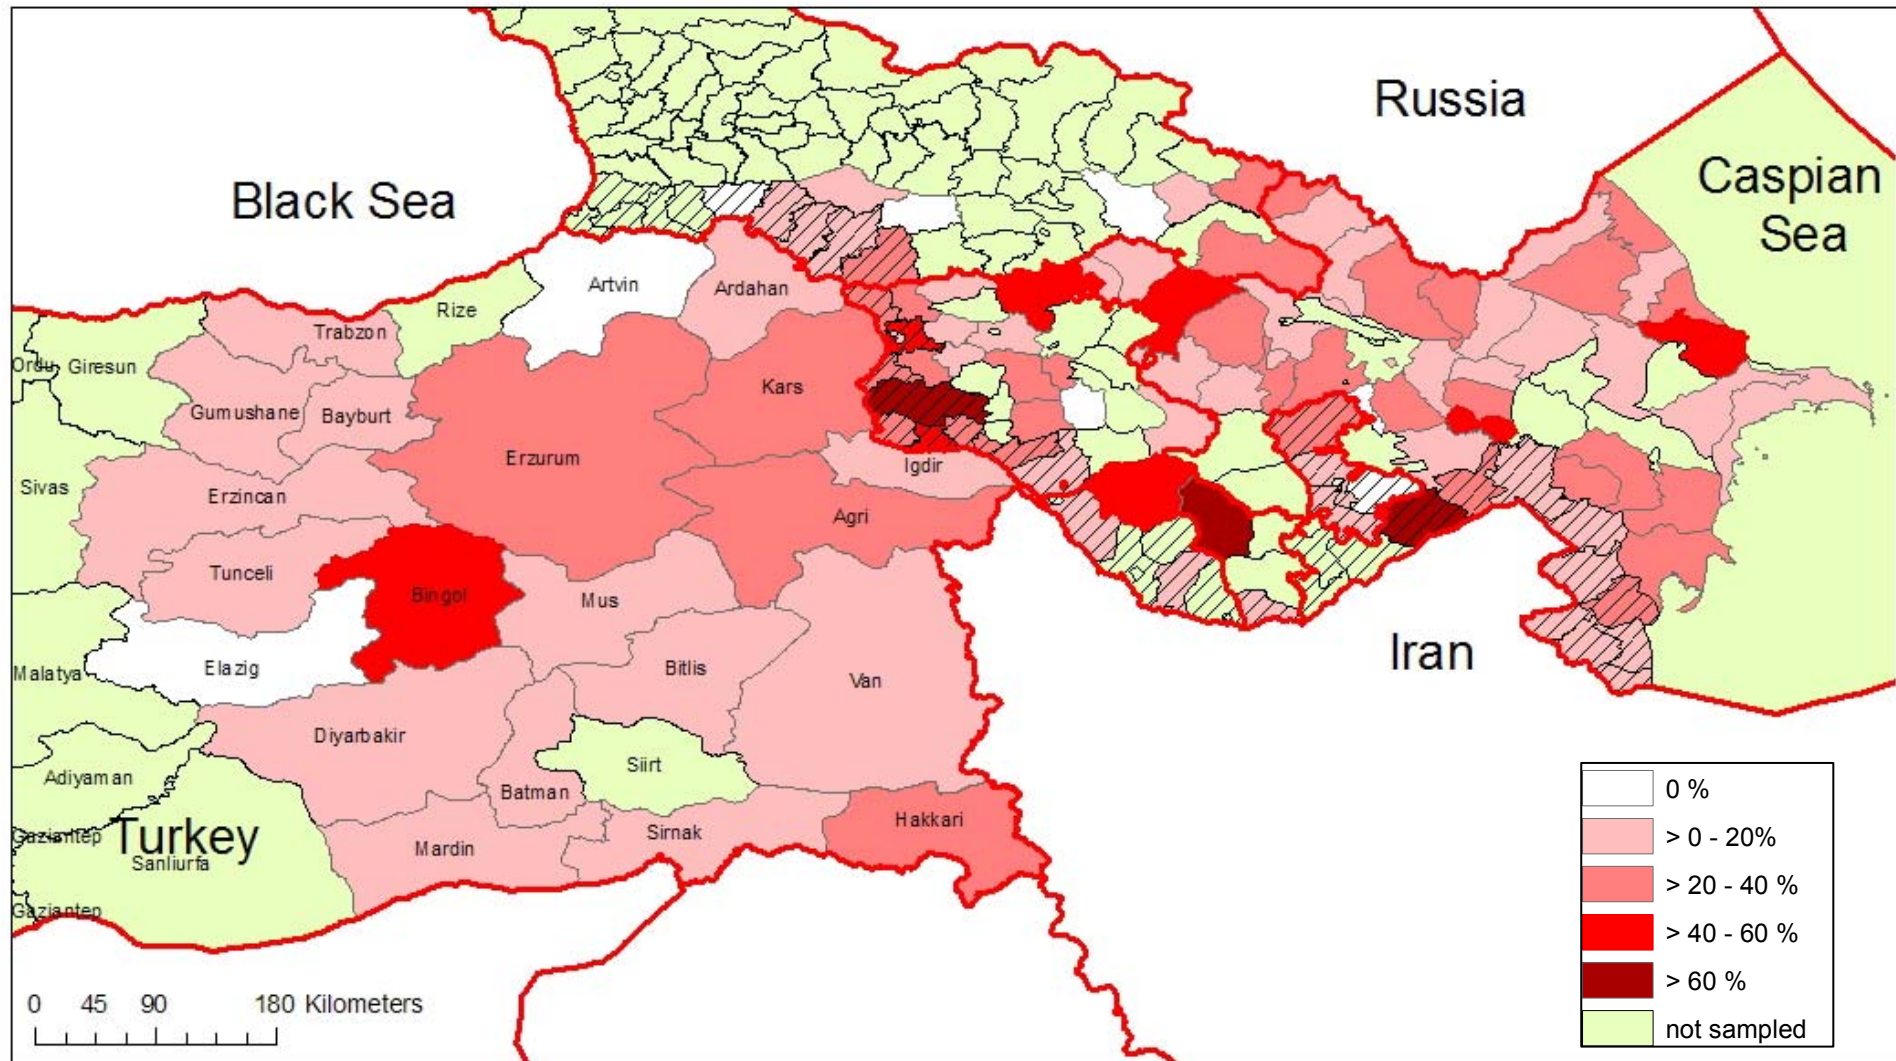 Russia
Caspian
Sea
Black Sea
Artvin
Ardahan
Rize
Trabzon
Ordu
Giresun
Kars
Gumushane
Bayburt
Erzurum
Igdir
Sivas
Erzincan
Agri
Tunceli
Bingol
Mus
Iran
Elazig
Bitlis
Malatya
Van
Diyarbakir
Siirt
Adiyaman
Batman
Hakkari
Gaziantep
Turkey
Sirnak
Mardin
Sanliurfa
Gaziantep
0 %
> 0 - 20%
> 20 - 40 %
> 40 - 60 %
> 60 %
not sampled
0 45 90 180 Kilometers